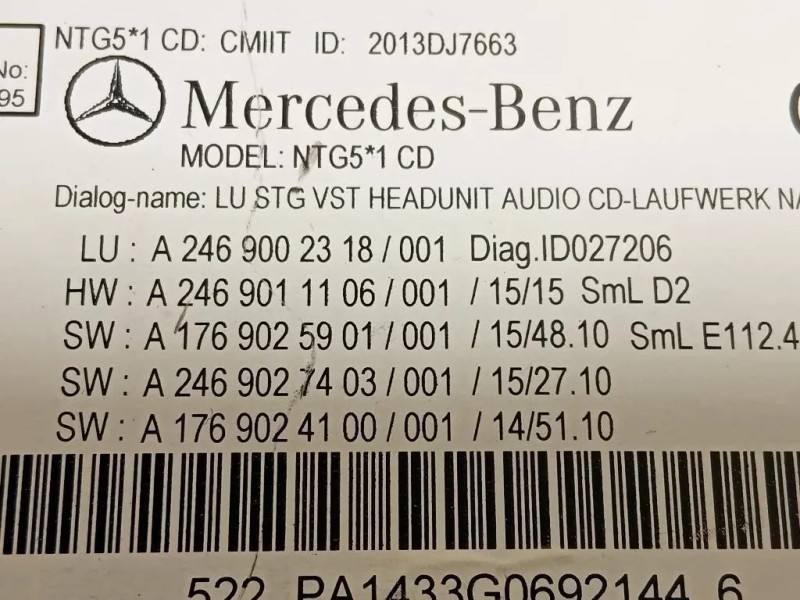 NTG5*1 CD: CMIIT ID: 2013DJ7663
No:
95
Mercedes-Benz
MODEL: NTG5*1 CD
Dialog-name: LU STG VST HEADUNIT AUDIO CD-LAUFWERK
LU : A 246 900 23 18 / 001 Diag.ID027206
HW : A 246 901 11 06 / 001 / 15/15 SmL D2
SW : A 176 902 59 01 / 001 / 15/48.10 SmL E112.4
SW : A 246 902 74 03 / 001 / 15/27.10
SW : A 176 902 41 00 / 001 / 14/51.10
522 PA1433G0692144 6